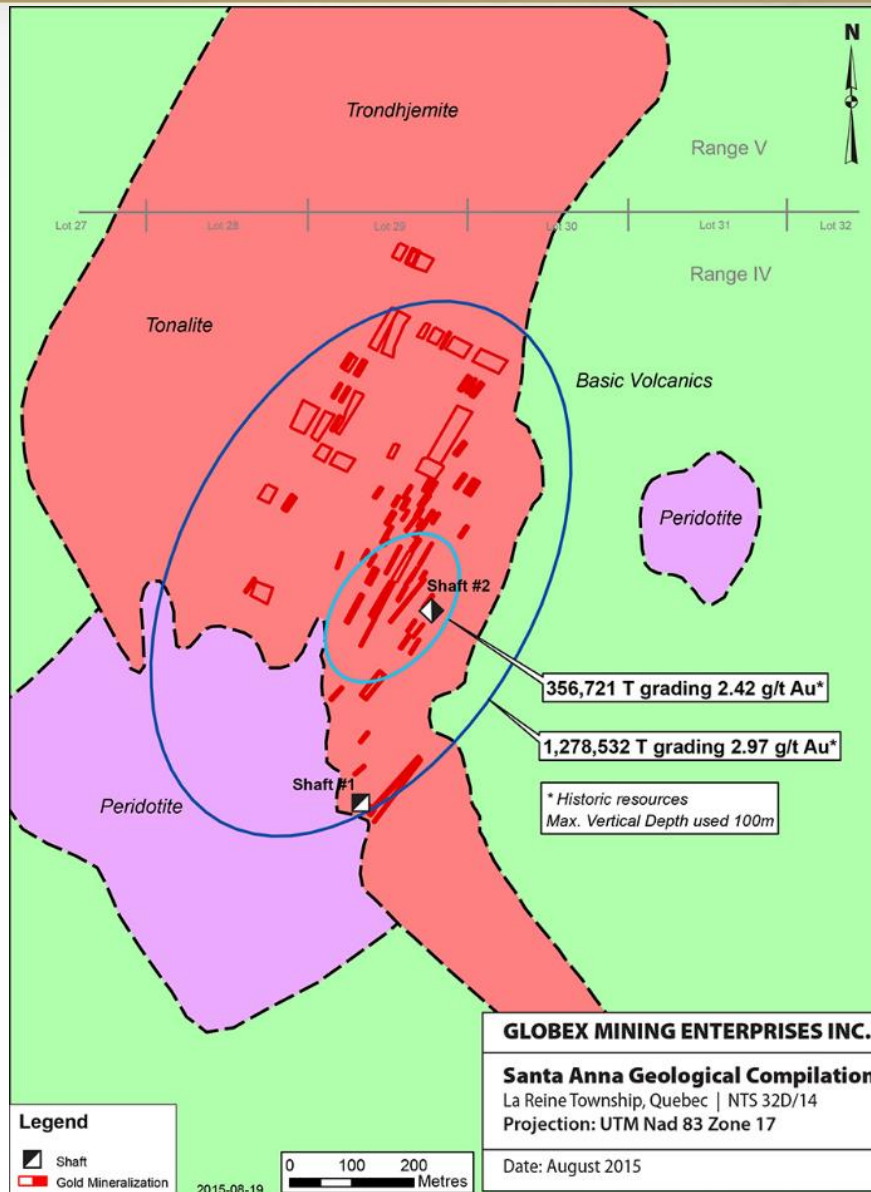 N
Trondhjemite
Range V
Lot 27
Lot 28
Lot 29
Lot 30
Lot 31
Lot 32
Range IV
Tonalite
Basic Volcanics
Peridotite
Shaft #2
356,721 T grading 2.42 g/t Au*
1,278,532 T grading 2.97 g/t Au*
Shaft #1
Peridotite
* Historic resources
Max. Vertical Depth used 100m
GLOBEX MINING ENTERPRISES INC.
Santa Anna Geological Compilation
La Reine Township, Quebec | NTS 32D/14
Projection: UTM Nad 83 Zone 17
Date: August 2015
Legend
Shaft
Gold Mineralization
2015-08-19
0 100 200
Metres